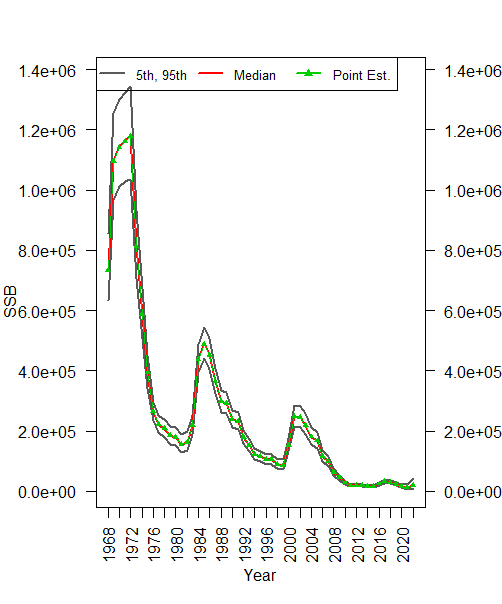 5th, 95th Median Point Est.
1.4e+06 1.4e+06
1.2e+06 1.2e+06
1.0e+06 1.0e+06
8.0e+05 8.0e+05
SSB
6.0e+05 6.0e+05
4.0e+05 4.0e+05
2.0e+05 2.0e+05
0.0e+00 0.0e+00
1968 1972 1976 1980 1984 1988 1992 1996 2000 2004 2008 2012 2016 2020
Year